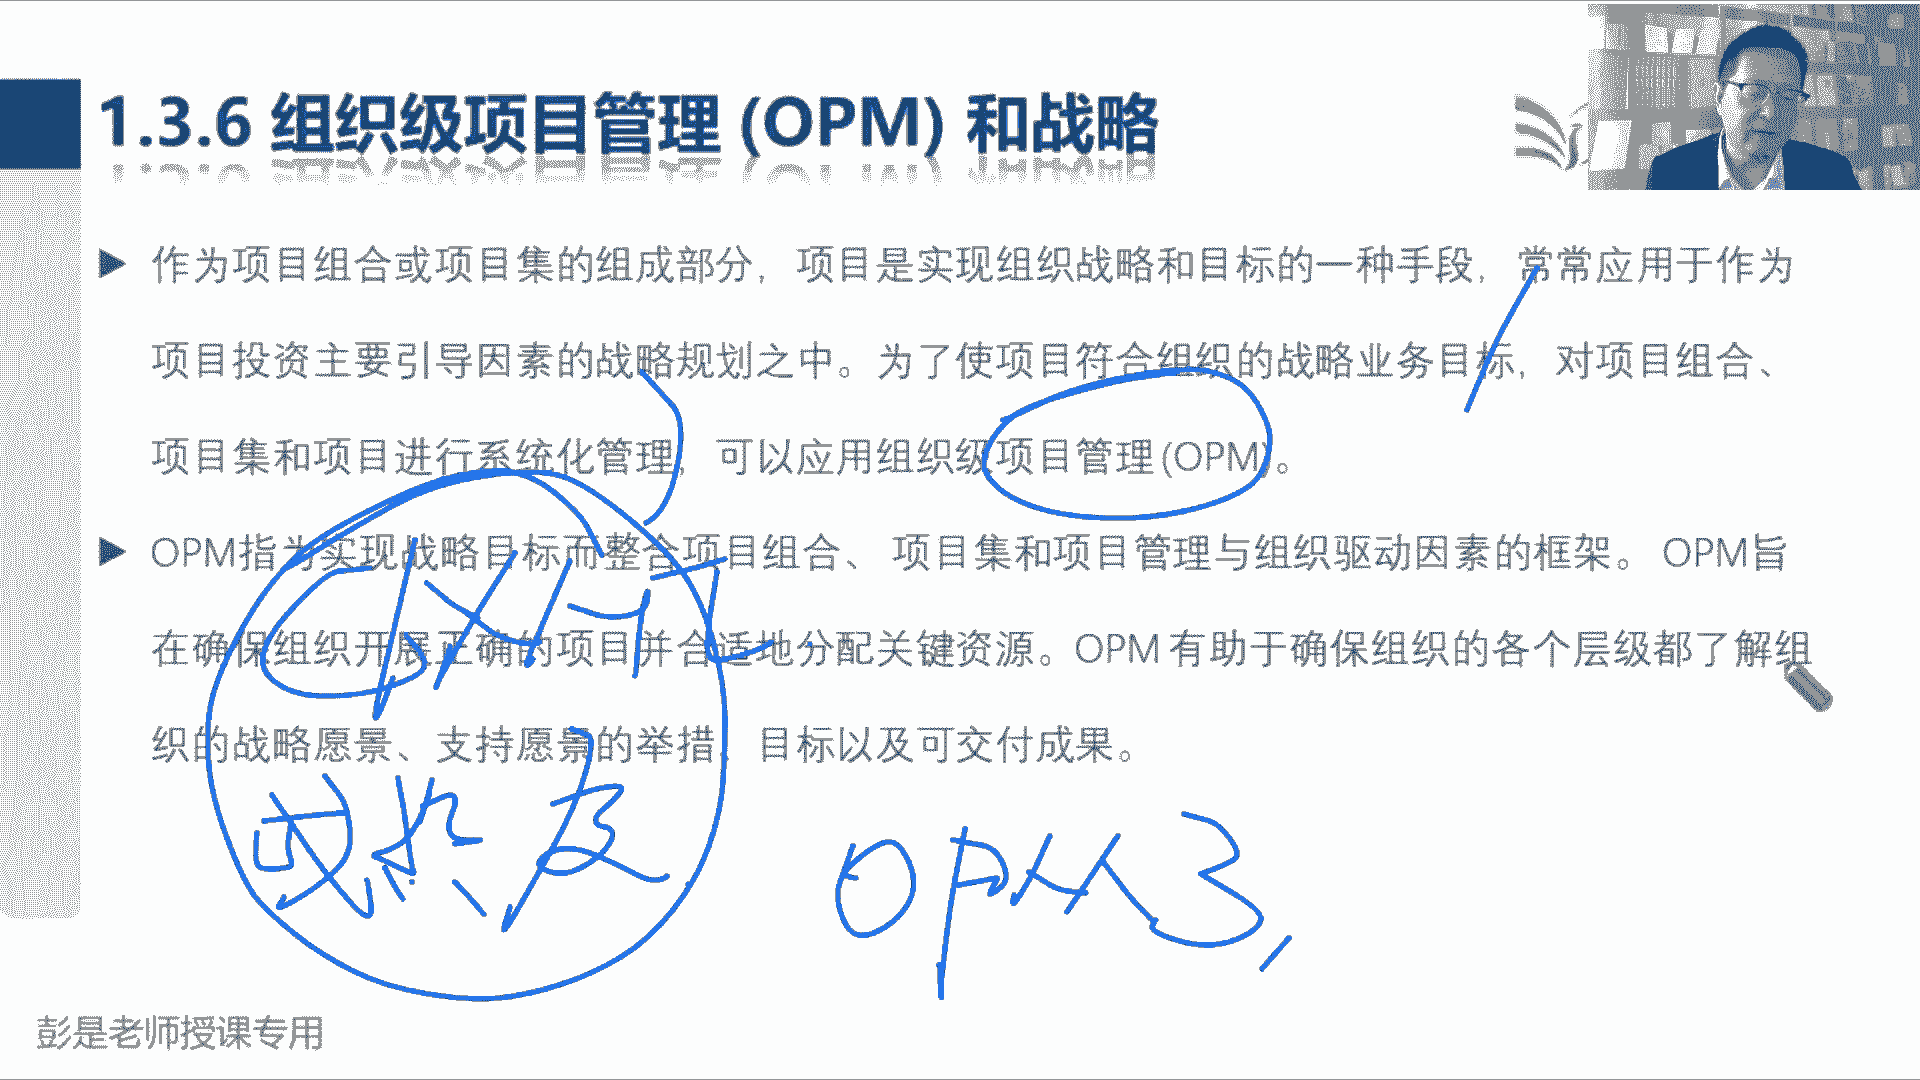 1.3.6 组织级项目管理 (OPM) 和战略
作为项目组合或项目集的组成部分，项目是实现组织战略和目标的一种手段，常常应用于作为
项目投资主要引导因素的战略规划之中。为了使项目符合组织的战略业务目标，对项目组合、
项目集和项目进行系统化管理，可以应用组织级项目管理(OPM)。
OPM指为实现战略目标而整合项目组合、 项目集和项目管理与组织驱动因素的框架。 OPM旨
在确保组织开展正确的项目并合适地分配关键资源。OPM 有助于确保组织的各个层级都了解组
织的战略愿景、支持愿景的举措、目标以及可交付成果。
成熟度
OPM3
彭是老师授课专用